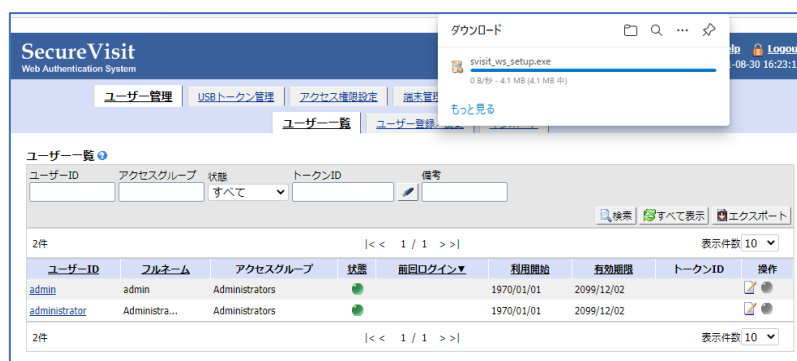 ダウンロード
svisit_ws_setup.exe
0 B/秒 - 4.1 MB (4.1 MB 中)
もっと見る
SecureVisit
Web Authentication System
Logou
-08-30 16:23:1
ユーザー管理 USBトークン管理 アクセス権限設定 端末管理
ユーザー一覧 ユーザー登録
ユーザー一覧
ユーザーID アクセスグループ 状態 トークンID 備考
すべて
検索 すべて表示 エクスポート
2件 |<< 1 / 1 >>| 表示件数 10
ユーザーID フルネーム アクセスグループ 状態 前回ログイン▼ 利用開始 有効期限 トークンID 操作
admin admin Administrators 1970/01/01 2099/12/02
administrator Administra... Administrators 1970/01/01 2099/12/02
2件 |<< 1 / 1 >>| 表示件数 10